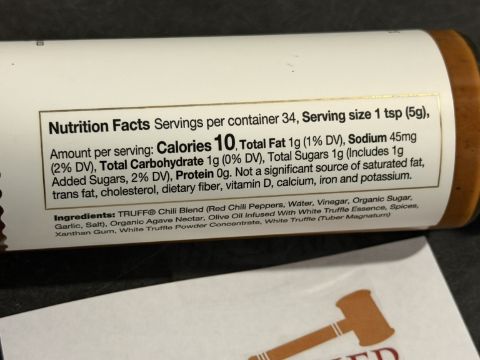 Nutrition Facts Servings per container 34, Serving size 1 tsp (5g),
Amount per serving: Calories 10, Total Fat 1g (1% DV), Sodium 45mg
(2% DV), Total Carbohydrate 1g (0% DV), Total Sugars 1g (Includes 1g
Added Sugars, 2% DV), Protein 0g. Not a significant source of saturated fat,
trans fat, cholesterol, dietary fiber, vitamin D, calcium, iron and potassium.
Ingredients: TRUFF® Chili Blend (Red Chili Peppers, Water, Vinegar, Organic Sugar,
Garlic, Salt), Organic Agave Nectar, Olive Oil Infused With White Truffle Essence, Spices,
Xanthan Gum, White Truffle Powder Concentrate, White Truffle (Tuber Magnatum)